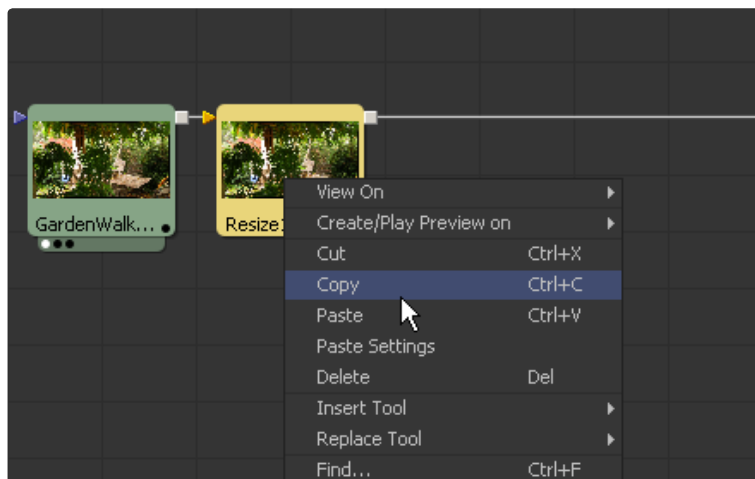 GardenWalk...
Resize1
View On
Create/Play Preview on
Cut Ctrl+X
Copy Ctrl+C
Paste Ctrl+V
Paste Settings
Delete Del
Insert Tool
Replace Tool
Find... Ctrl+F